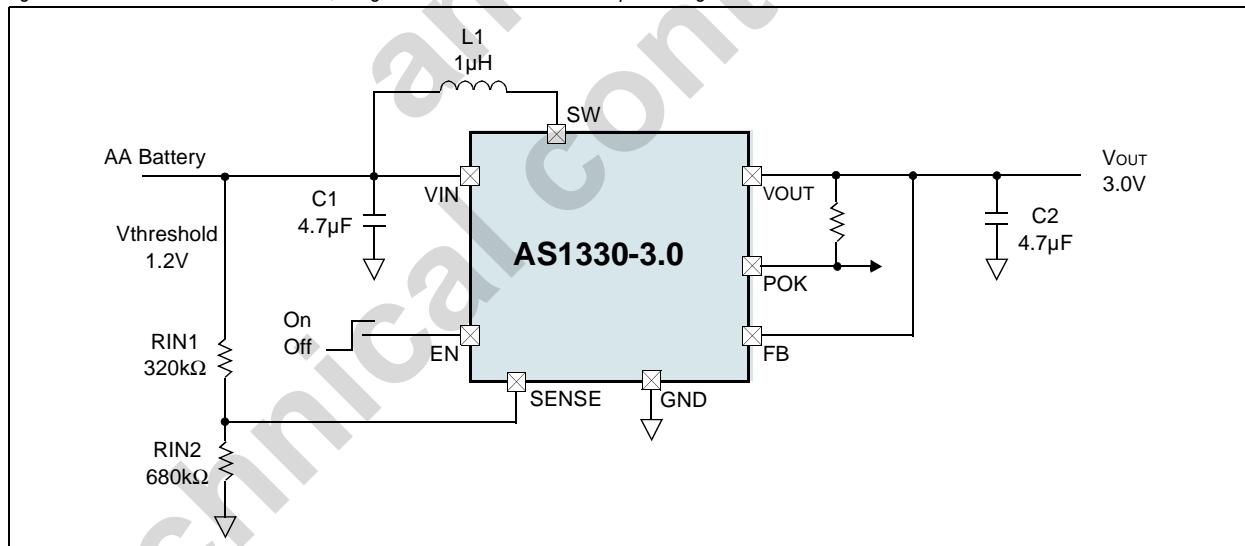 L1
1µH
SW
AA Battery
VIN
C1
4.7µF
Vthreshold
1.2V
AS1330-3.0
VOUT
POK
VOUT
3.0V
C2
4.7µF
On
Off
EN
FB
RIN1
320kΩ
SENSE
GND
RIN2
680kΩ